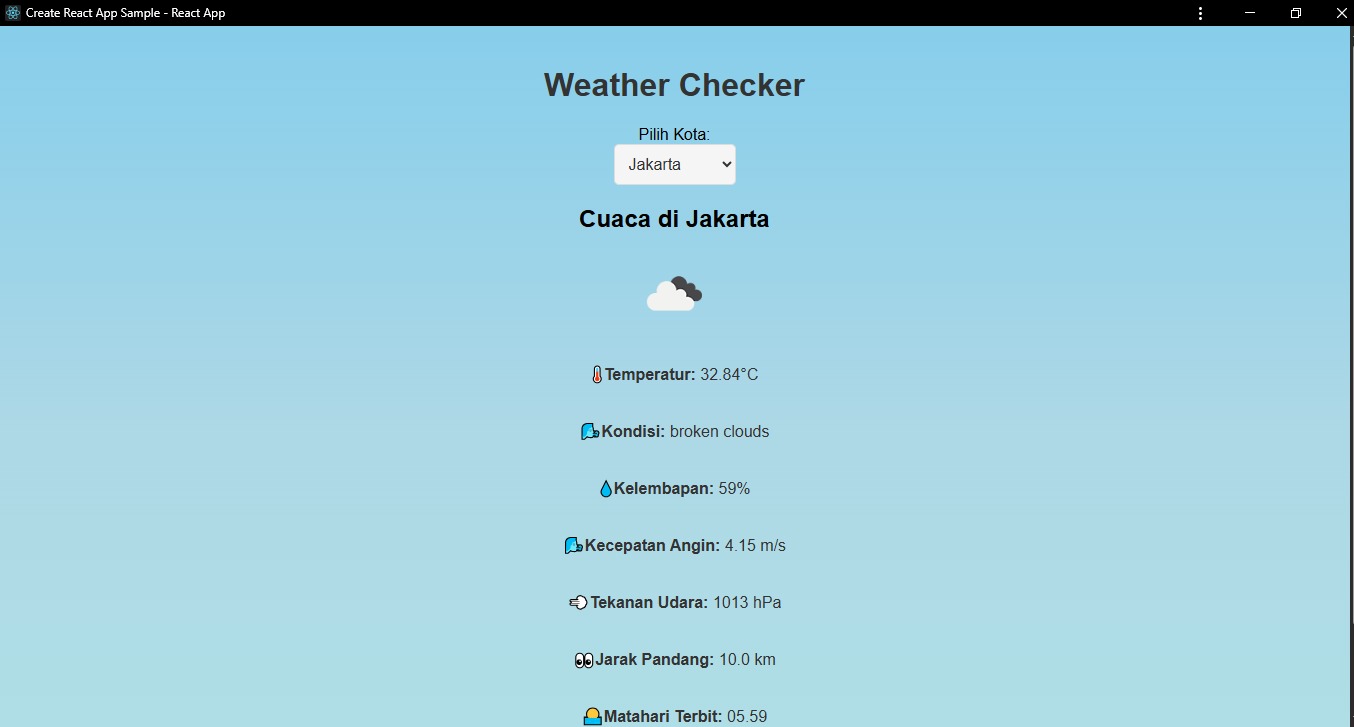 Create React App Sample - React App
Weather Checker
Pilih Kota:
Jakarta
Cuaca di Jakarta
Temperatur: 32.84°C
Kondisi: broken clouds
Kelembapan: 59%
Kecepatan Angin: 4.15 m/s
Tekanan Udara: 1013 hPa
Jarak Pandang: 10.0 km
Matahari Terbit: 05.59